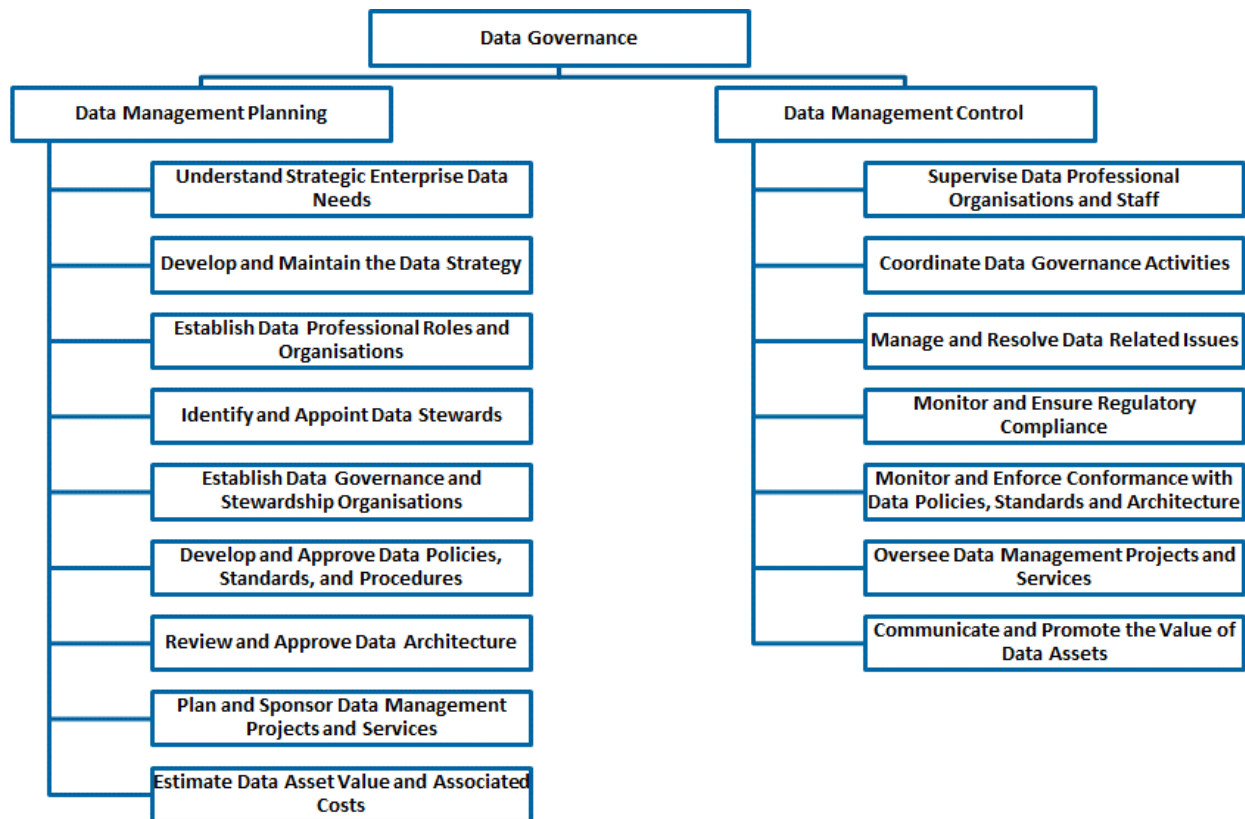 Data Governance
Data Management Planning
Understand Strategic Enterprise Data
Needs
Develop and Maintain the Data Strategy
Establish Data Professional Roles and
Organisations
Identify and Appoint Data Stewards
Establish Data Governance and
Stewardship Organisations
Develop and Approve Data Policies,
Standards, and Procedures
Review and Approve Data Architecture
Plan and Sponsor Data Management
Projects and Services
Estimate Data Asset Value and Associated
Costs
Data Management Control
Supervise Data Professional
Organisations and Staff
Coordinate Data Governance Activities
Manage and Resolve Data Related Issues
Monitor and Ensure Regulatory
Compliance
Monitor and Enforce Conformance with
Data Policies, Standards and Architecture
Oversee Data Management Projects and
Services
Communicate and Promote the Value of
Data Assets